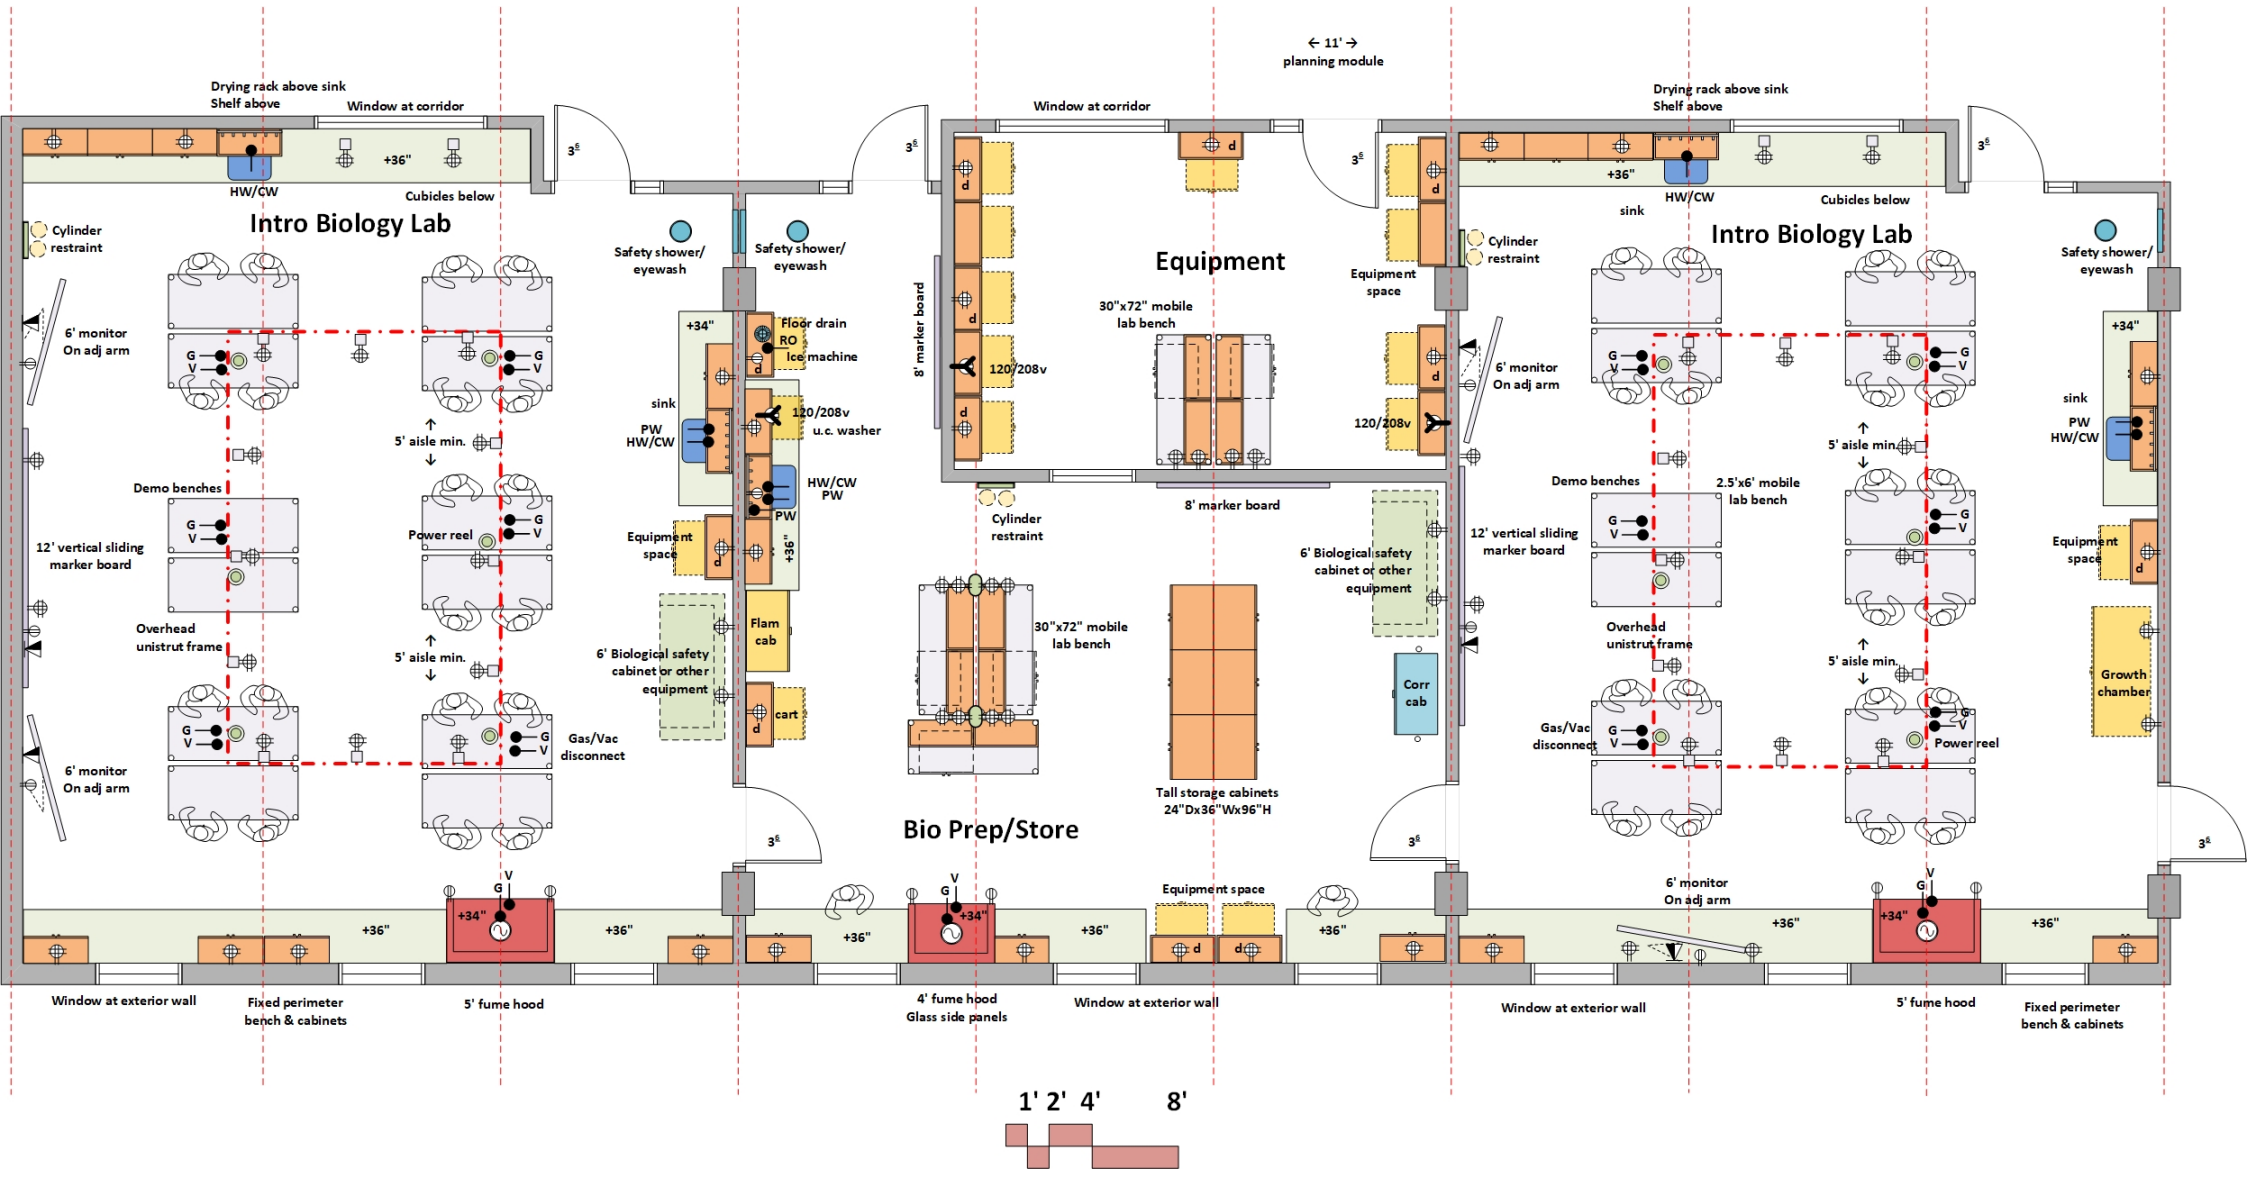 ← 11' →
planning module
Drying rack above sink
Shelf above
Window at corridor
Window at corridor
Drying rack above sink
Shelf above
3⁶
3⁶
3⁶
3⁶
+36"
HW/CW
Cubicles below
Intro Biology Lab
Cylinder
restraint
Safety shower/
eyewash
Safety shower/
eyewash
6' monitor
On adj arm
G
V
G
V
5' aisle min.
Demo benches
G
V
Power reel
G
V
12' vertical sliding
marker board
Overhead
unistrut frame
5' aisle min.
G
V
G
V
Gas/Vac
disconnect
6' monitor
On adj arm
+34"
sink
PW
HW/CW
Equipment
space
d
6' Biological safety
cabinet or other
equipment
V
G
+34"
+36"
+36"
Floor drain
RO
Ice machine
d
120/208v
u.c. washer
HW/CW
PW
PW
+36"
Flam
cab
cart
d
3⁶
8' marker board
d
d
d
120/208v
d
Equipment
30"x72" mobile
lab bench
d
d
Equipment
space
d
120/208v
Cylinder
restraint
8' marker board
6' Biological safety
cabinet or other
equipment
30"x72" mobile
lab bench
Corr
cab
Tall storage cabinets
24"Dx36"Wx96"H
Bio Prep/Store
3⁶
V
G
+34"
+36"
+36"
Equipment space
d
d
+36"
+36"
HW/CW
sink
Cubicles below
Intro Biology Lab
Cylinder
restraint
Safety shower/
eyewash
6' monitor
On adj arm
G
V
G
V
5' aisle min.
Demo benches
2.5'x6' mobile
lab bench
G
V
G
V
12' vertical sliding
marker board
Overhead
unistrut frame
5' aisle min.
Gas/Vac
disconnect
G
V
G
V
Power reel
+34"
sink
PW
HW/CW
Equipment
space
d
Growth
chamber
3⁶
6' monitor
On adj arm
V
G
+34"
+36"
+36"
Window at exterior wall
Fixed perimeter
bench & cabinets
5' fume hood
4' fume hood
Glass side panels
Window at exterior wall
Window at exterior wall
5' fume hood
Fixed perimeter
bench & cabinets
1' 2' 4' 8'